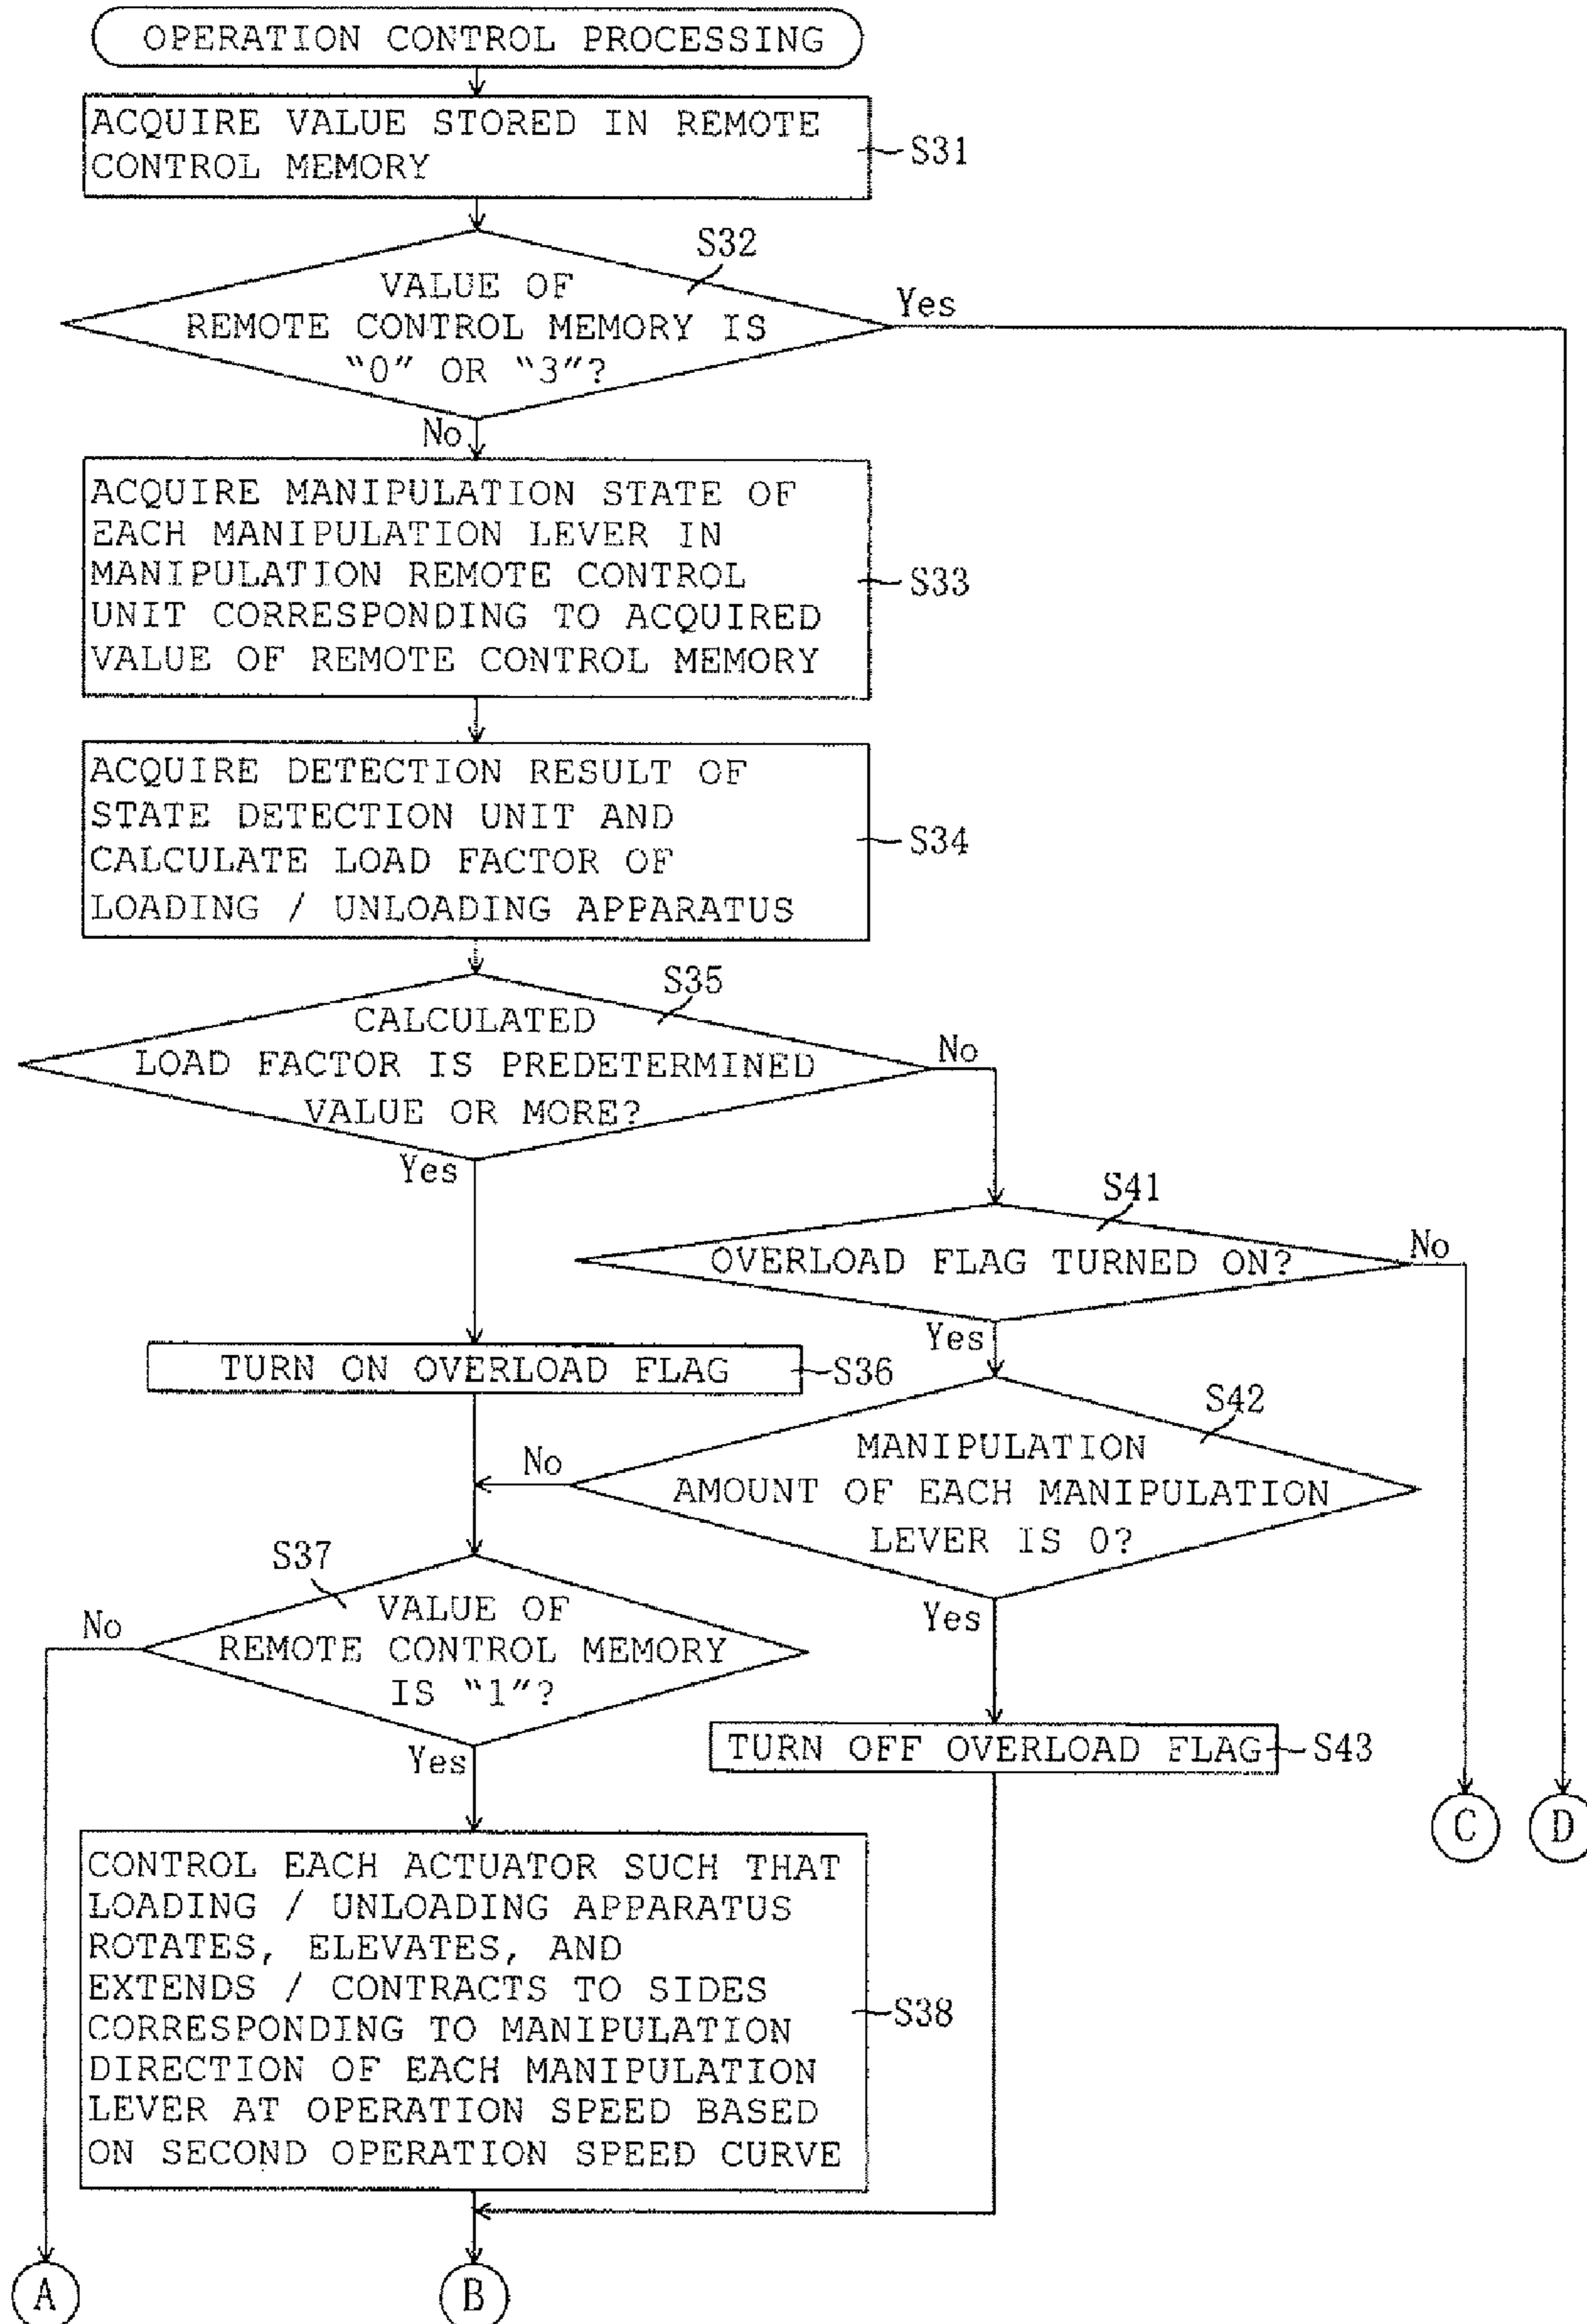 OPERATION CONTROL PROCESSING
ACQUIRE VALUE STORED IN REMOTE
CONTROL MEMORY
S31
S32
VALUE OF
REMOTE CONTROL MEMORY IS
“0” OR “3”?
Yes
No
ACQUIRE MANIPULATION STATE OF
EACH MANIPULATION LEVER IN
MANIPULATION REMOTE CONTROL
UNIT CORRESPONDING TO ACQUIRED
VALUE OF REMOTE CONTROL MEMORY
S33
ACQUIRE DETECTION RESULT OF
STATE DETECTION UNIT AND
CALCULATE LOAD FACTOR OF
LOADING / UNLOADING APPARATUS
S34
S35
CALCULATED
LOAD FACTOR IS PREDETERMINED
VALUE OR MORE?
No
Yes
S41
OVERLOAD FLAG TURNED ON?
No
Yes
TURN ON OVERLOAD FLAG
S36
S42
MANIPULATION
AMOUNT OF EACH MANIPULATION
LEVER IS 0?
No
Yes
S37
VALUE OF
REMOTE CONTROL MEMORY
IS “1”?
No
Yes
TURN OFF OVERLOAD FLAG
S43
C
D
CONTROL EACH ACTUATOR SUCH THAT
LOADING / UNLOADING APPARATUS
ROTATES, ELEVATES, AND
EXTENDS / CONTRACTS TO SIDES
CORRESPONDING TO MANIPULATION
DIRECTION OF EACH MANIPULATION
LEVER AT OPERATION SPEED BASED
ON SECOND OPERATION SPEED CURVE
S38
A
B